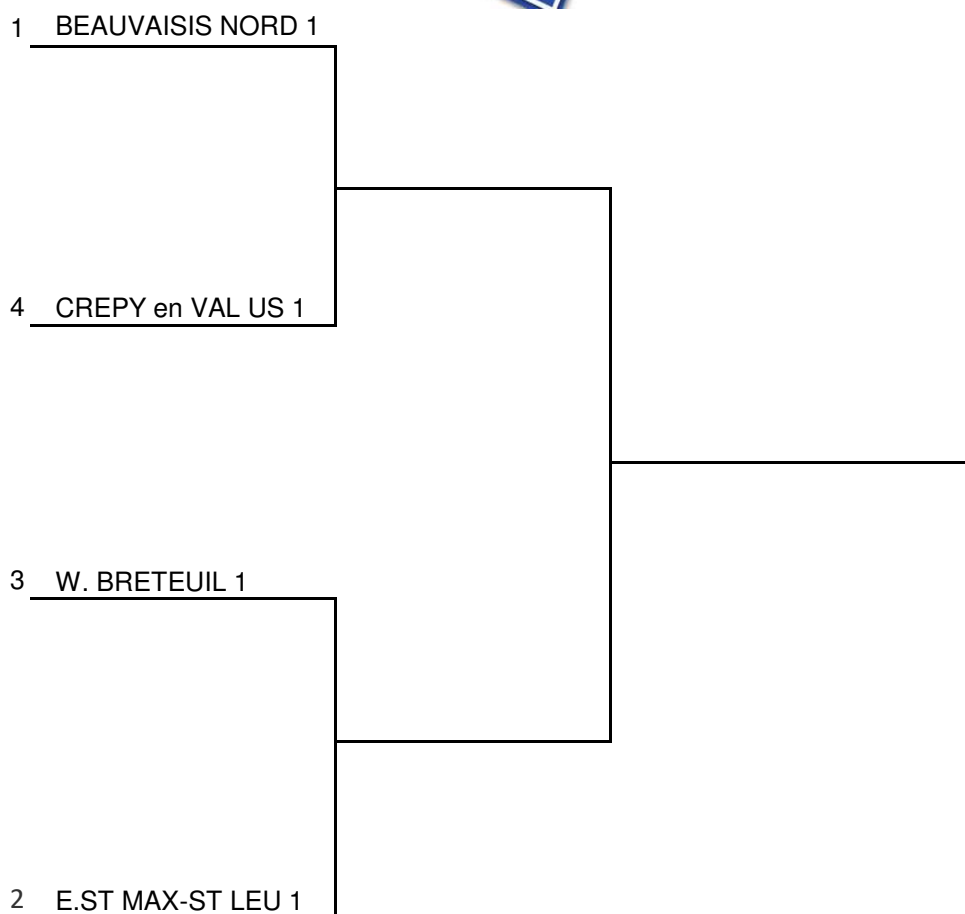 1 BEAUVAISIS NORD 1
4 CREPY en VAL US 1
3 W. BRETEUIL 1
2 E.ST MAX-ST LEU 1